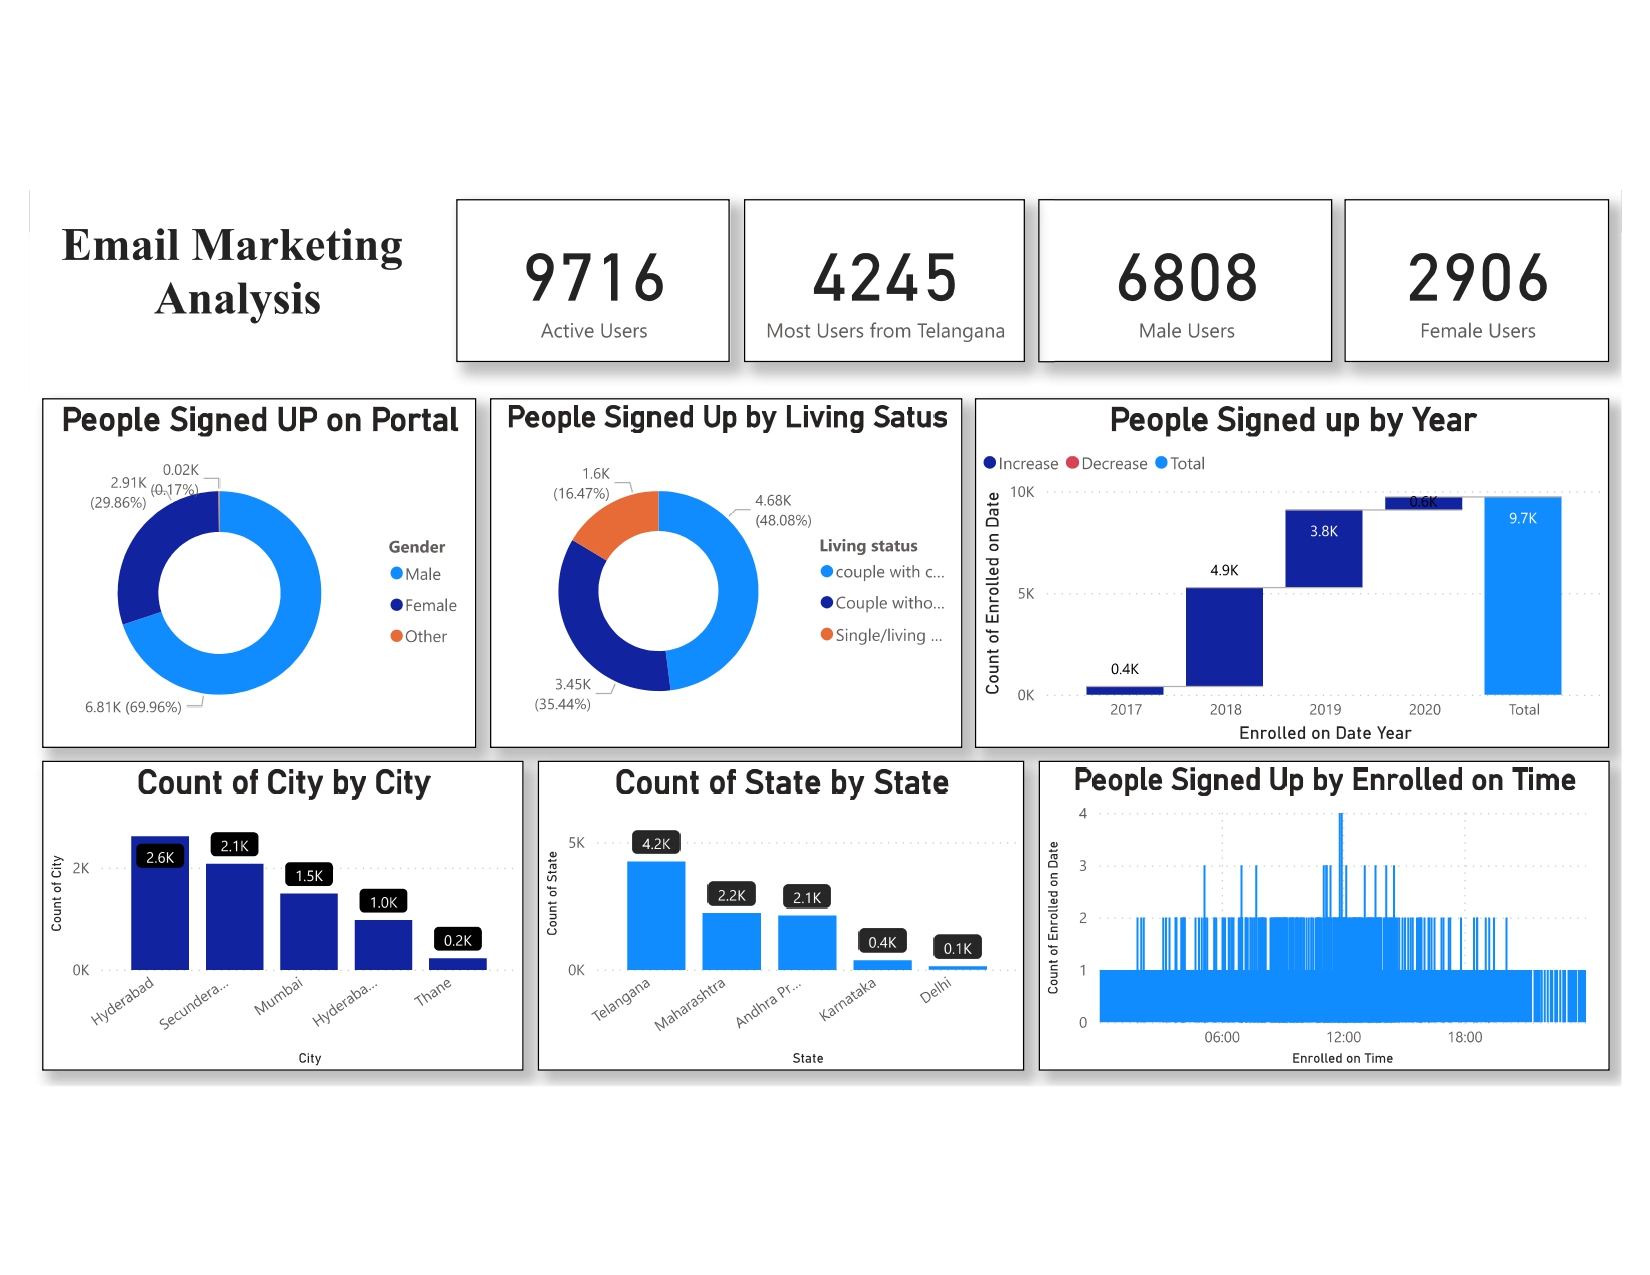 Email Marketing
Analysis
9716
Active Users
4245
Most Users from Telangana
6808
Male Users
2906
Female Users
People Signed UP on Portal
0.02K
(0.17%)
2.91K
(29.86%)
6.81K (69.96%)
Gender
Male
Female
Other
People Signed Up by Living Satus
1.6K
(16.47%)
4.68K
(48.08%)
3.45K
(35.44%)
Living status
couple with c...
Couple witho...
Single/living ...
People Signed up by Year
Increase Decrease Total
Count of Enrolled on Date
10K
5K
0K
0.4K
4.9K
3.8K
0.6K
9.7K
2017 2018 2019 2020 Total
Enrolled on Date Year
Count of City by City
Count of City
2K
0K
2.6K
2.1K
1.5K
1.0K
0.2K
Hyderabad
Secundera...
Mumbai
Hyderaba...
Thane
City
Count of State by State
Count of State
5K
0K
4.2K
2.2K
2.1K
0.4K
0.1K
Telangana
Maharashtra
Andhra Pr...
Karnataka
Delhi
State
People Signed Up by Enrolled on Time
Count of Enrolled on Date
4
3
2
1
0
06:00 12:00 18:00
Enrolled on Time